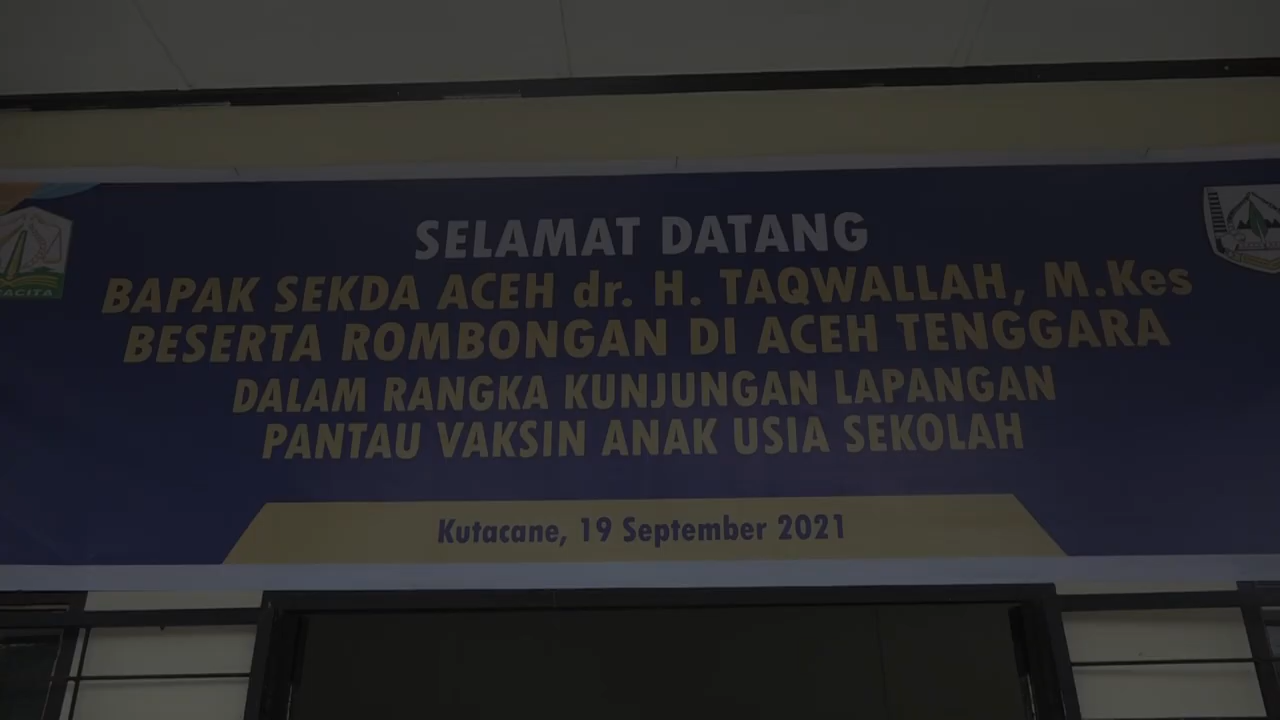 SELAMAT DATANG
BAPAK SEKDA ACEH dr. H. TAQWALLAH, M.Kes
BESERTA ROMBONGAN DI ACEH TENGGARA
DALAM RANGKA KUNJUNGAN LAPANGAN
PANTAU VAKSIN ANAK USIA SEKOLAH
Kutacane, 19 September 2021